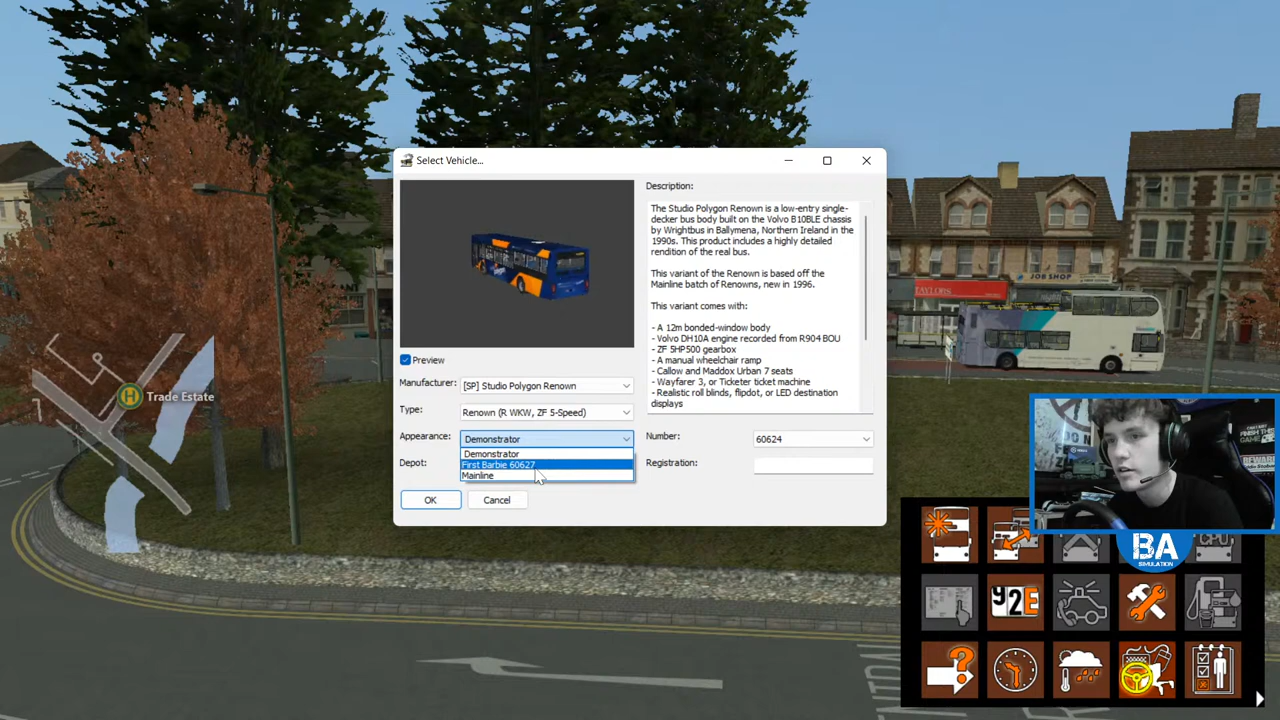 Select Vehicle...
Description:
The Studio Polygon Renown is a low-entry single-
decker bus body built on the Volvo B10BLE chassis
by Wrightbus in Ballymena, Northern Ireland in the
1990s. This product includes a highly detailed
rendition of the real bus.
This variant of the Renown is based off the
Mainline batch of Renowns, new in 1996.
This variant comes with:
- A 12m bonded-window body
- Volvo DH10A engine recorded from R904 BOU
- ZF 5HP500 gearbox
- A manual wheelchair ramp
- Callow and Maddox Urban 7 seats
- Wayfarer 3, or Ticketer ticket machine
- Realistic roll blinds, flipdot, or LED destination
displays
Preview
Manufacturer: [SP] Studio Polygon Renown
Type: Renown (R WKW, ZF 5-Speed)
Appearance: Demonstrator
Demonstrator
First Barbie 60627
Mainline
Depot:
Number: 60624
Registration:
OK Cancel
H Trade Estate
JOB SHOP
TAYLORS
BA
SIMULATION
CPU
92E